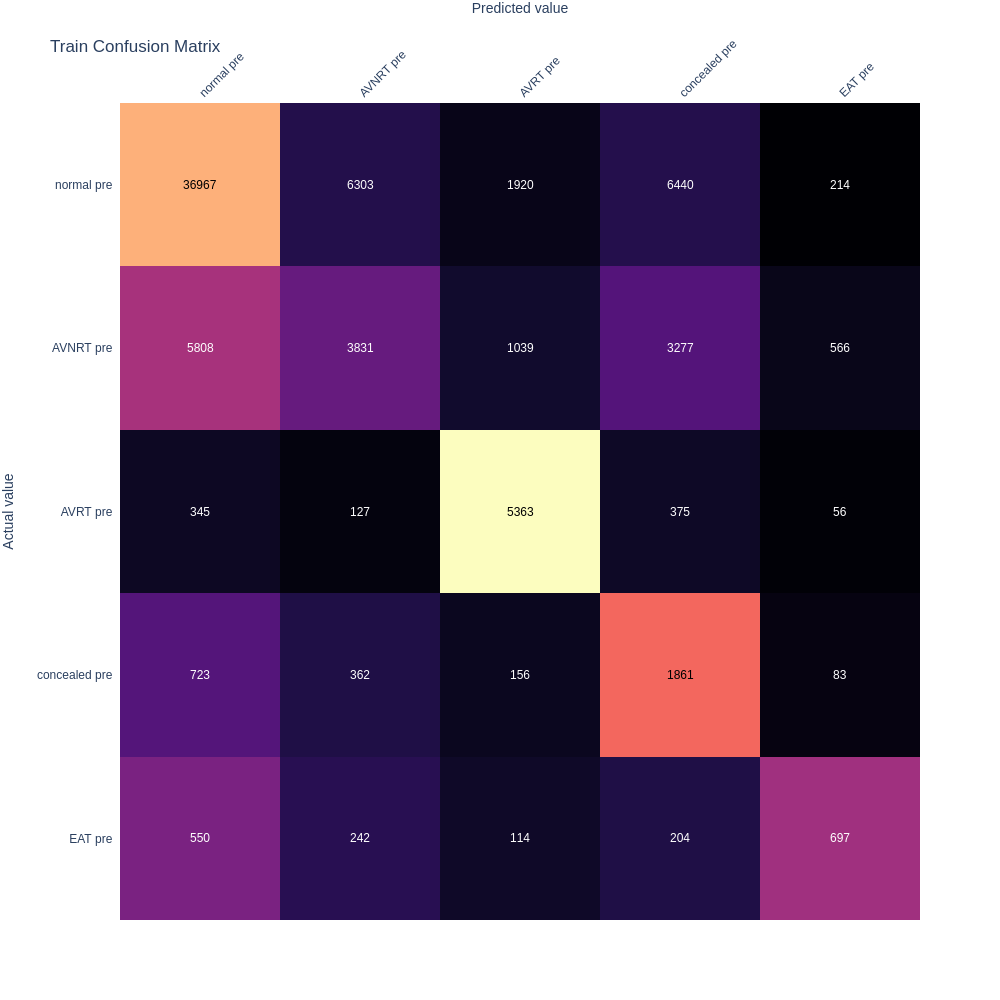 Predicted value
Train Confusion Matrix
normal pre AVNRT pre AVRT pre concealed pre EAT pre
normal pre 36967 6303 1920 6440 214
AVNRT pre 5808 3831 1039 3277 566
AVRT pre 345 127 5363 375 56
concealed pre 723 362 156 1861 83
EAT pre 550 242 114 204 697
Actual value